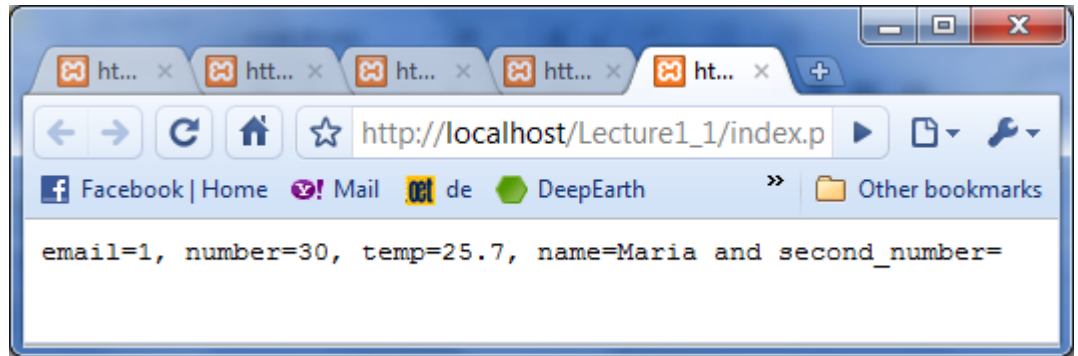 ht...
htt...
ht...
htt...
ht...
http://localhost/Lecture1_1/index.p
Facebook | Home
Mail
de
DeepEarth
»
Other bookmarks
email=1, number=30, temp=25.7, name=Maria and second_number=